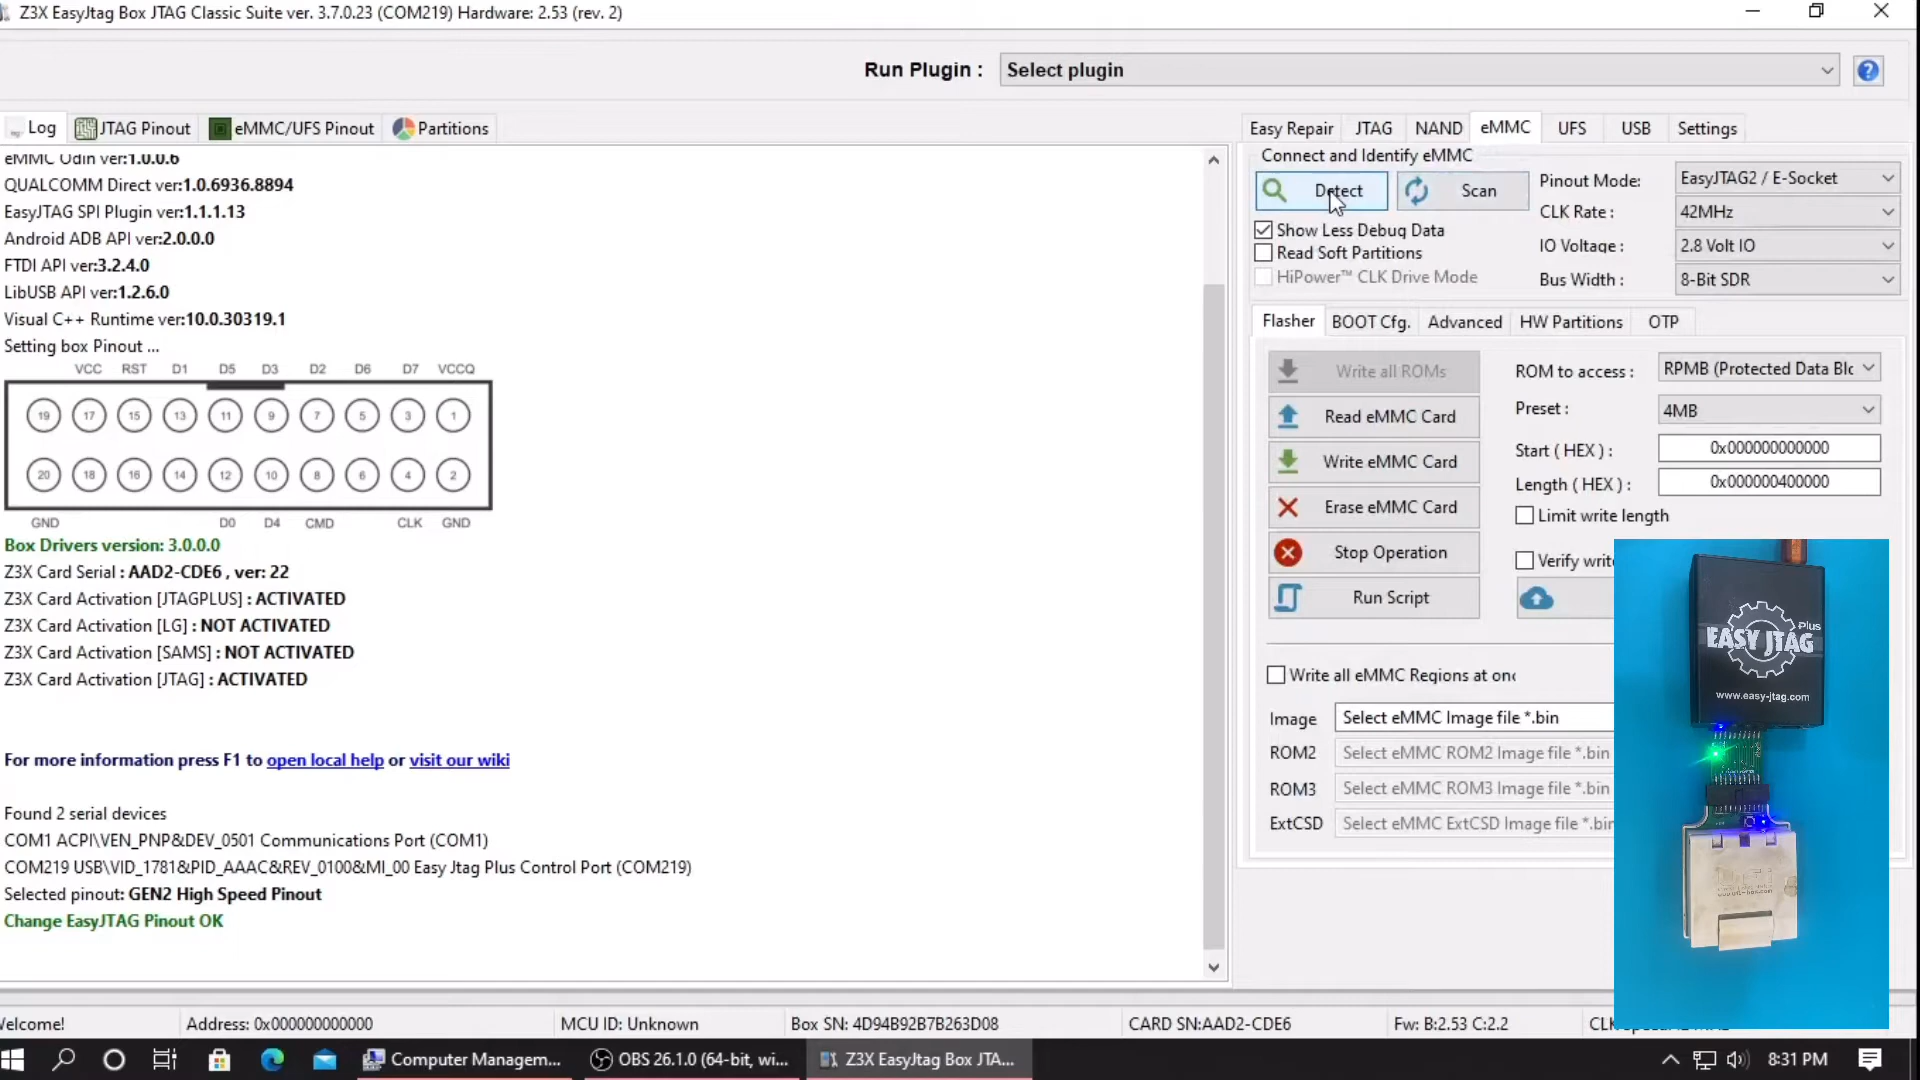 Z3X EasyJtag Box JTAG Classic Suite ver. 3.7.0.23 (COM219) Hardware: 2.53 (rev. 2)
Run Plugin :
Select plugin
Log
JTAG Pinout
eMMC/UFS Pinout
Partitions
Easy Repair
JTAG
NAND
eMMC
UFS
USB
Settings
eMMC Odin ver:1.0.0.6
QUALCOMM Direct ver:1.0.6936.8894
EasyJTAG SPI Plugin ver:1.1.1.13
Android ADB API ver:2.0.0.0
FTDI API ver:3.2.4.0
LibUSB API ver:1.2.6.0
Visual C++ Runtime ver:10.0.30319.1
Setting box Pinout ...
VCC RST D1 D5 D3 D2 D6 D7 VCCQ
19 17 15 13 11 9 7 5 3 1
20 18 16 14 12 10 8 6 4 2
GND D0 D4 CMD CLK GND
Box Drivers version: 3.0.0.0
Z3X Card Serial : AAD2-CDE6 , ver: 22
Z3X Card Activation [JTAGPLUS] : ACTIVATED
Z3X Card Activation [LG] : NOT ACTIVATED
Z3X Card Activation [SAMS] : NOT ACTIVATED
Z3X Card Activation [JTAG] : ACTIVATED
For more information press F1 to open local help or visit our wiki
Found 2 serial devices
COM1 ACPI\VEN_PNP&DEV_0501 Communications Port (COM1)
COM219 USB\VID_1781&PID_AAAC&REV_0100&MI_00 Easy Jtag Plus Control Port (COM219)
Selected pinout: GEN2 High Speed Pinout
Change EasyJTAG Pinout OK
Connect and Identify eMMC
Detect
Scan
Show Less Debug Data
Read Soft Partitions
HiPower™ CLK Drive Mode
Pinout Mode:
EasyJTAG2 / E-Socket
CLK Rate :
42MHz
IO Voltage :
2.8 Volt IO
Bus Width :
8-Bit SDR
Flasher
BOOT Cfg.
Advanced
HW Partitions
OTP
Write all ROMs
Read eMMC Card
Write eMMC Card
Erase eMMC Card
Stop Operation
Run Script
ROM to access :
RPMB (Protected Data Blc
Preset :
4MB
Start ( HEX ) :
0x000000000000
Length ( HEX ) :
0x000000400000
Limit write length
Verify write
Write all eMMC Regions at onc
Image
Select eMMC Image file *.bin
ROM2
Select eMMC ROM2 Image file *.bin
ROM3
Select eMMC ROM3 Image file *.bin
ExtCSD
Select eMMC ExtCSD Image file *.bin
EASY JTAG
Plus
www.easy-jtag.com
Welcome!
Address: 0x000000000000
MCU ID: Unknown
Box SN: 4D94B92B7B263D08
CARD SN:AAD2-CDE6
Fw: B:2.53 C:2.2
Computer Managem...
OBS 26.1.0 (64-bit, wi...
Z3X EasyJtag Box JTA...
8:31 PM